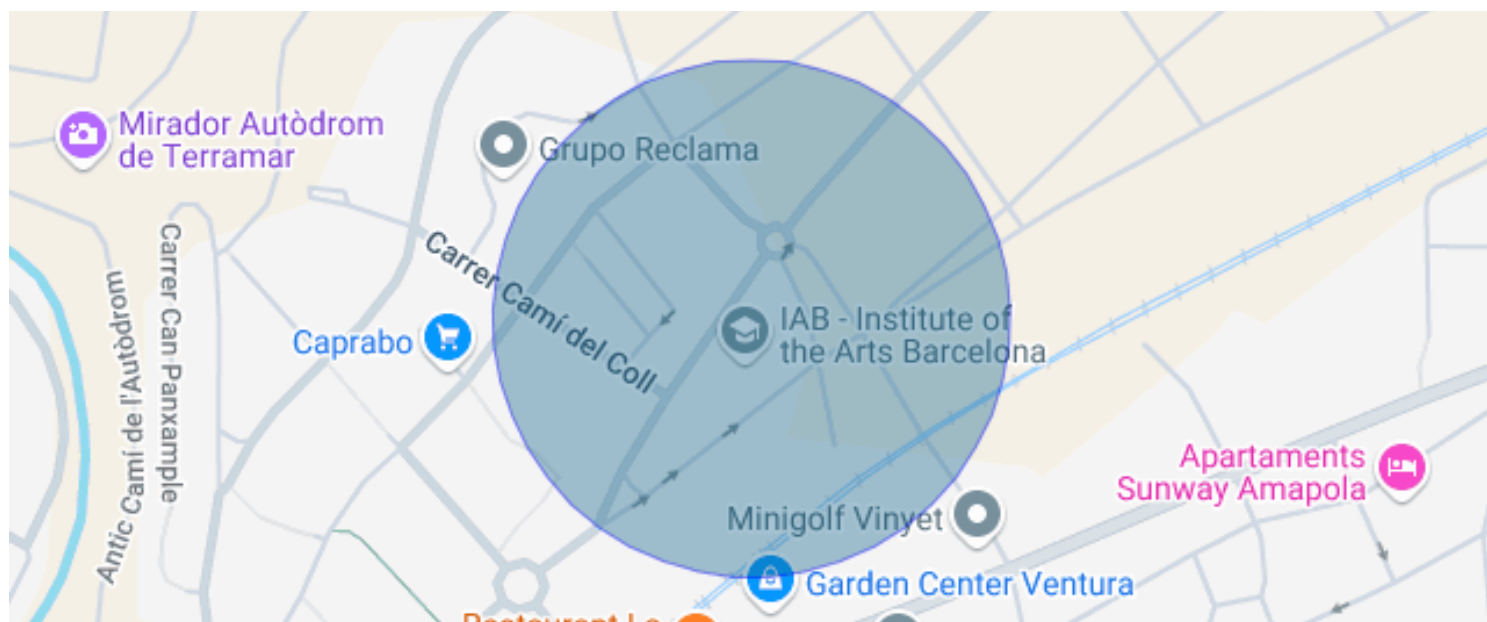 Mirador Autòdrom
de Terramar
Grupo Reclama
Carrer Camí del Coll
Carrer Can Panxample
Antic Camí de l'Autòdrom
Caprabo
IAB - Institute of
the Arts Barcelona
Apartaments
Sunway Amapola
Minigolf Vinyet
Garden Center Ventura
Restaurant